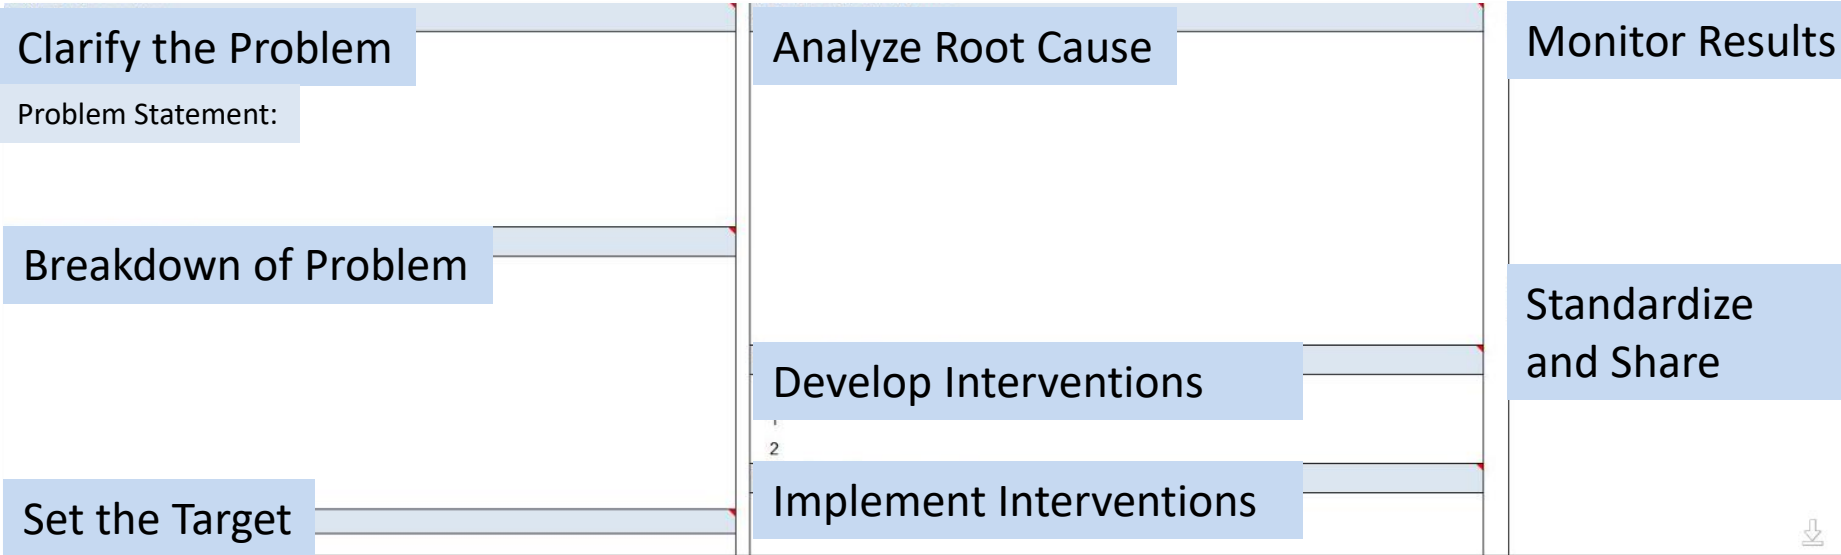 Clarify the Problem
Problem Statement:
Breakdown of Problem
Set the Target
Analyze Root Cause
Develop Interventions
2
Implement Interventions
Monitor Results
Standardize
and Share